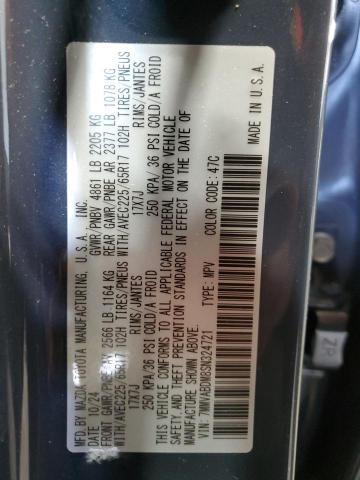 MFD. BY MAZDA TOYOTA MANUFACTURING, U.S.A., INC.
10/24 GWVR/PNBV 4861 LB 2205 KG
FRONT GAWR/PNBE AV 2566 LB 1164 KG REAR GAWR/PNBE AR 2377 LB 1078 KG
WITH/AVEC225/65R17 102H TIRES/PNEUS WITH/AVEC225/65R17 102H TIRES/PNEUS
17X7J RIMS/JANTES 17X7J RIMS/JANTES
250 KPA/36 PSI COLD/A FROID 250 KPA/ 36 PSI COLD/A FROID
THIS VEHICLE CONFORMS TO ALL APPLICABLE FEDERAL MOTOR VEHICLE
SAFETY AND THEFT PREVENTION STANDARDS IN EFFECT ON THE DATE OF
MANUFACTURE SHOWN ABOVE.
VIN: TYPE: MPV COLOR CODE: 47C
MADE IN U.S.A.